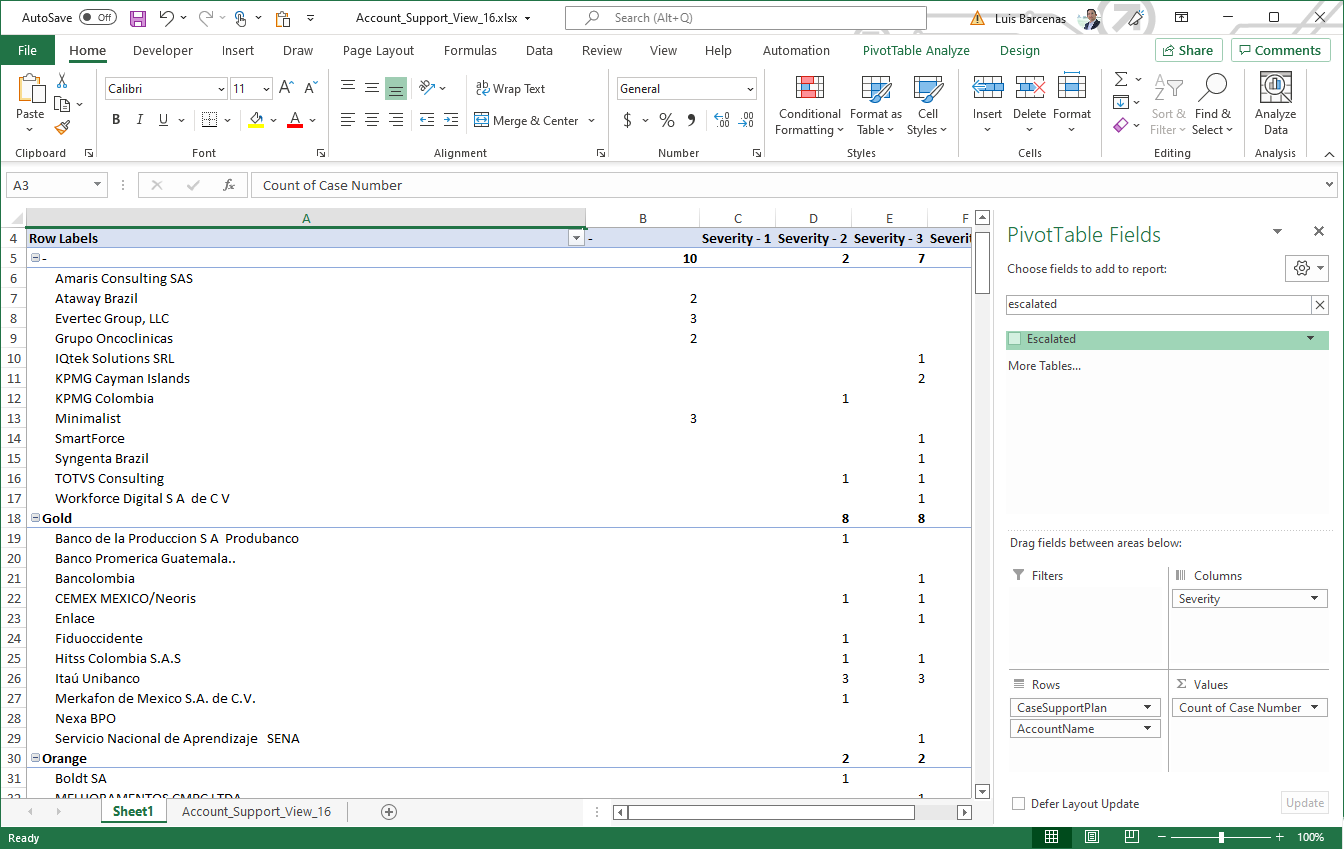 AutoSave Off Account_Support_View_16.xlsx Search (Alt+Q) Luis Barcenas
File Home Developer Insert Draw Page Layout Formulas Data Review View Help Automation PivotTable Analyze Design Share Comments
Calibri 11 ab Wrap Text General
Paste B I U A Merge & Center $ % Conditional Formatting Format as Table Cell Styles Insert Delete Format Sort & Filter Find & Select Analyze Data
Clipboard Font Alignment Number Styles Cells Editing Analysis
A3 fx Count of Case Number
A B C D E F
4 Row Labels - Severity - 1 Severity - 2 Severity - 3 Severit
5 - 10 2 7
6 Amaris Consulting SAS
7 Ataway Brazil 2
8 Evertec Group, LLC 3
9 Grupo Oncoclinicas 2
10 IQtek Solutions SRL 1
11 KPMG Cayman Islands 2
12 KPMG Colombia 1
13 Minimalist 3
14 SmartForce 1
15 Syngenta Brazil 1
16 TOTVS Consulting 1 1
17 Workforce Digital S A de C V 1
18 Gold 8 8
19 Banco de la Produccion S A Produbanco 1
20 Banco Promerica Guatemala..
21 Bancolombia 1
22 CEMEX MEXICO/Neoris 1 1
23 Enlace 1
24 Fiduoccidente 1
25 Hitss Colombia S.A.S 1 1
26 Itaú Unibanco 3 3
27 Merkafon de Mexico S.A. de C.V. 1
28 Nexa BPO
29 Servicio Nacional de Aprendizaje SENA 1
30 Orange 2 2
31 Boldt SA 1
32 MELHORAMENTOS CMPC LTDA 1
PivotTable Fields
Choose fields to add to report:
escalated
Escalated
More Tables...
Drag fields between areas below:
Filters Columns
Severity
Rows Σ Values
CaseSupportPlan Count of Case Number
AccountName
Defer Layout Update Update
Sheet1 Account_Support_View_16
Ready 100%